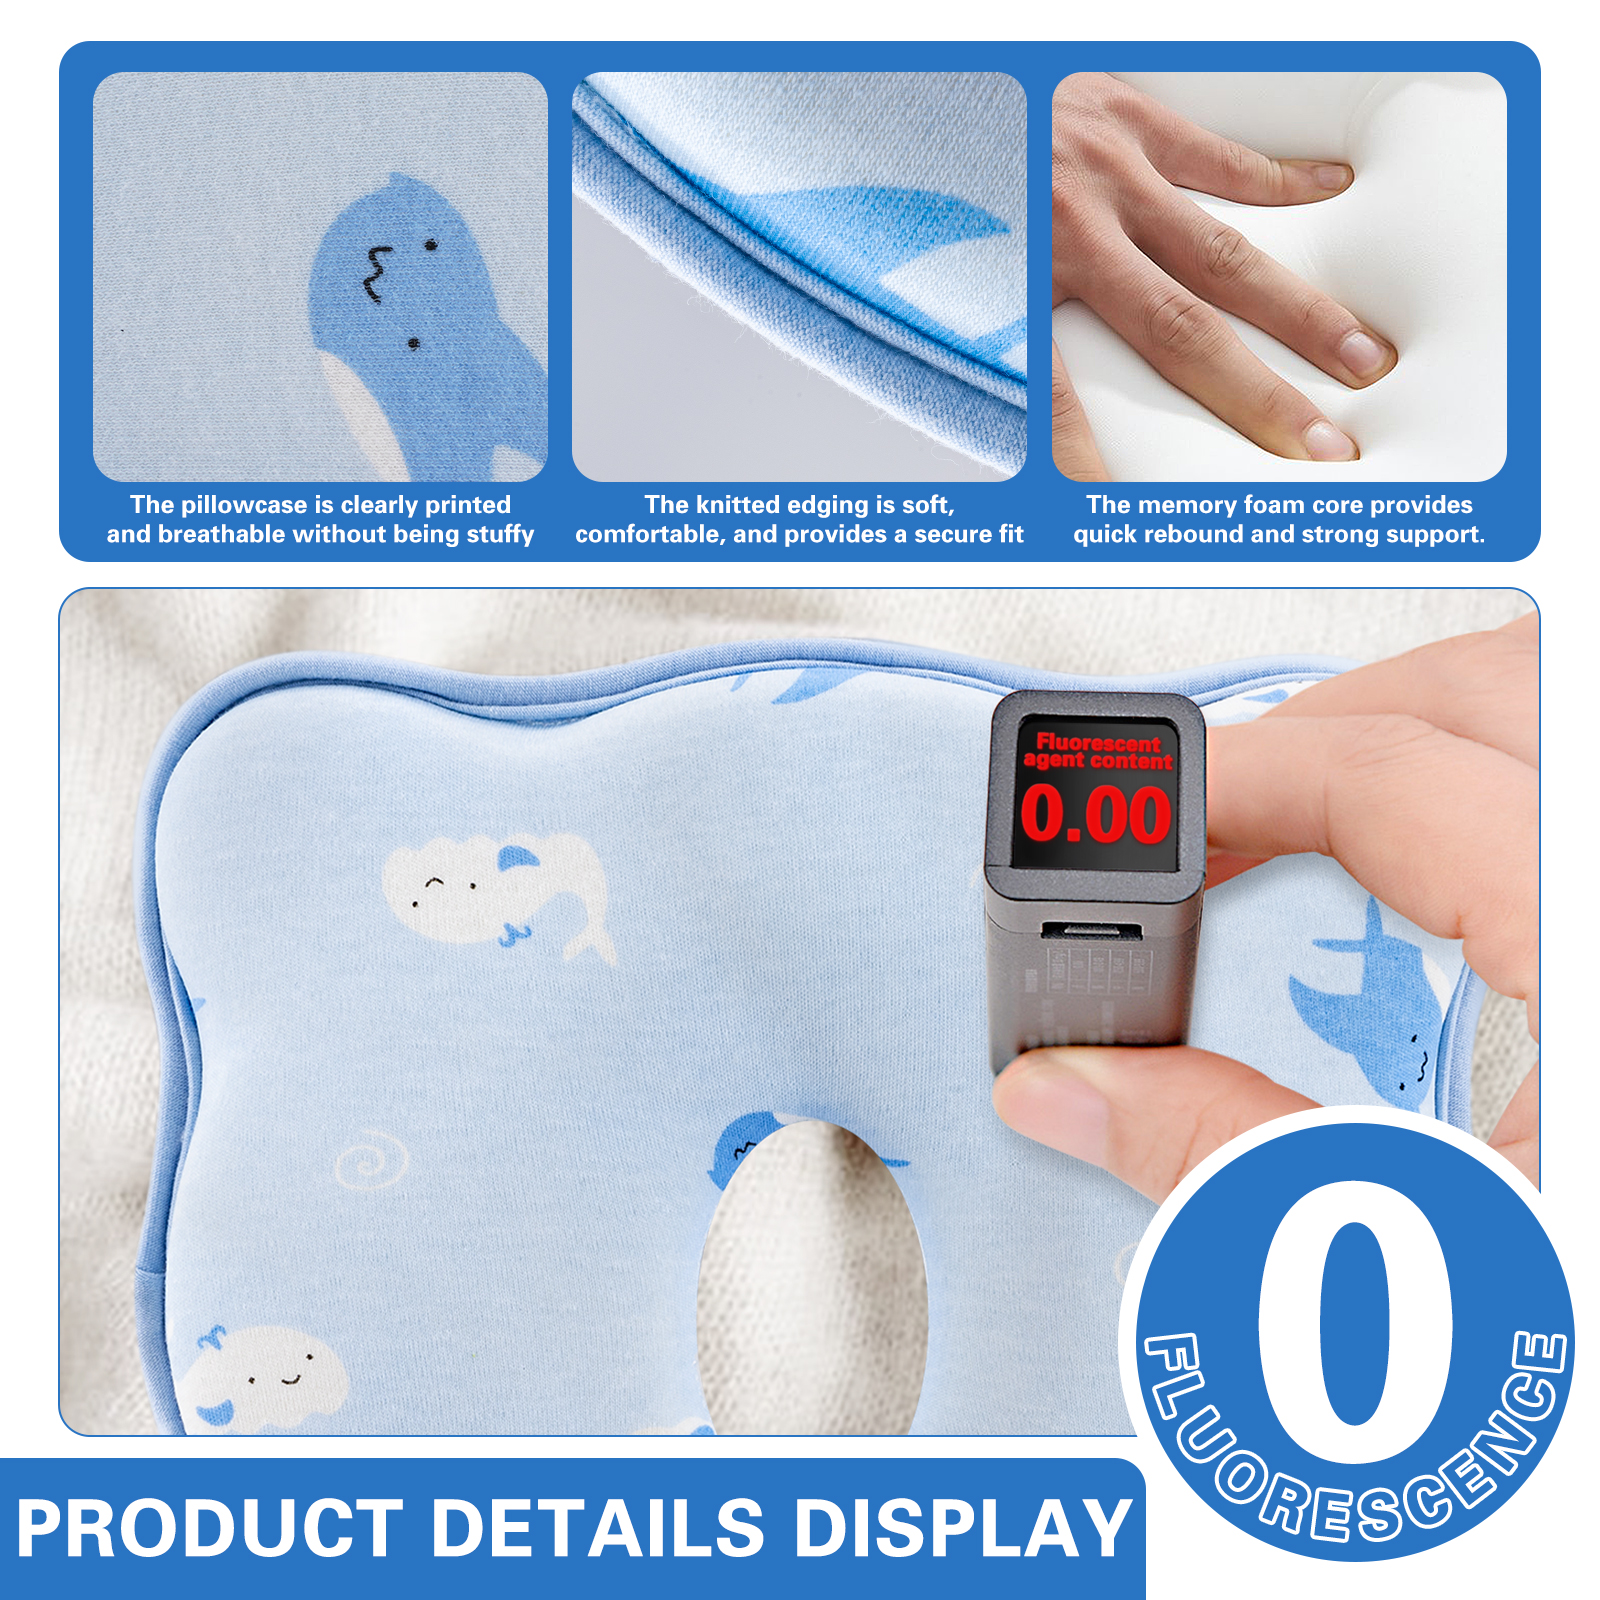 The pillowcase is clearly printed
and breathable without being stuffy
The knitted edging is soft,
comfortable, and provides a secure fit
The memory foam core provides
quick rebound and strong support.
Fluorescent
agent content
0.00
0
FLUORESCENCE
PRODUCT DETAILS DISPLAY